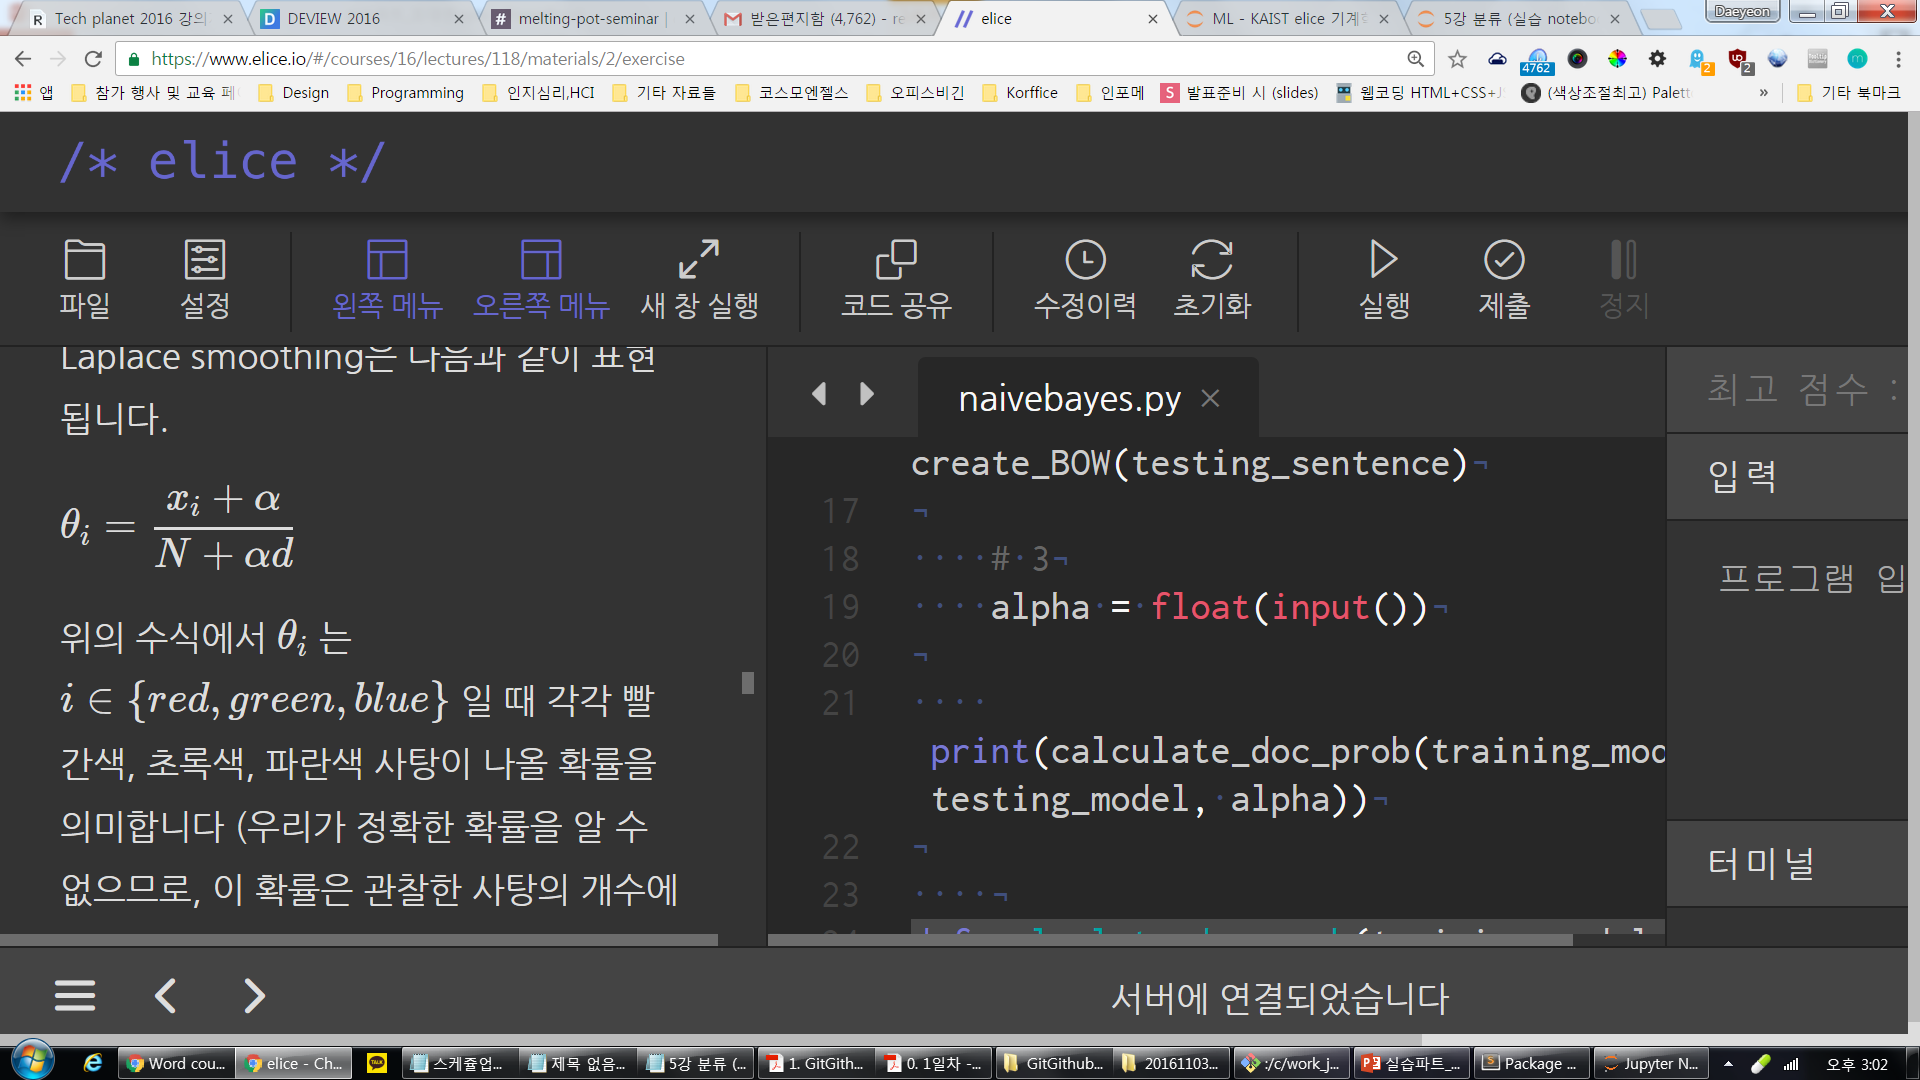 Tech planet 2016 강의
DEVIEW 2016
melting-pot-seminar
받은편지함 (4,762) - re
elice
ML - KAIST elice 기계학
5강 분류 (실습 notebo
Daeyeon
https://www.elice.io/#/courses/16/lectures/118/materials/2/exercise
4762
2
2
앱
참가 행사 및 교육 페
Design
Programming
인지심리,HCI
기타 자료들
코스모엔젤스
오피스비긴
Korffice
인포메
발표준비 시 (slides)
웹코딩 HTML+CSS+J
(색상조절최고) Palett
»
기타 북마크
/* elice */
파일
설정
왼쪽 메뉴
오른쪽 메뉴
새 창 실행
코드 공유
수정이력
초기화
실행
제출
정지
Laplace smoothing은 다음과 같이 표현
됩니다.
θi = (xi + α) / (N + αd)
위의 수식에서 θi 는
i ∈ {red, green, blue} 일 때 각각 빨
간색, 초록색, 파란색 사탕이 나올 확률을
의미합니다 (우리가 정확한 확률을 알 수
없으므로, 이 확률은 관찰한 사탕의 개수에
naivebayes.py ×
create_BOW(testing_sentence)¬
17 ¬
18 ····#·3¬
19 ····alpha·=·float(input())¬
20 ¬
21 ····
print(calculate_doc_prob(training_mod
testing_model,·alpha))¬
22 ¬
23 ····¬
최고 점수 :
입력
프로그램 입
터미널
서버에 연결되었습니다
Word cou...
elice - Ch...
TALK
스케쥴업...
제목 없음...
5강 분류 (...
1. GitGith...
0. 1일차 -...
GitGithub...
20161103...
:/c/work_j...
실습파트_...
Package ...
Jupyter N...
오후 3:02